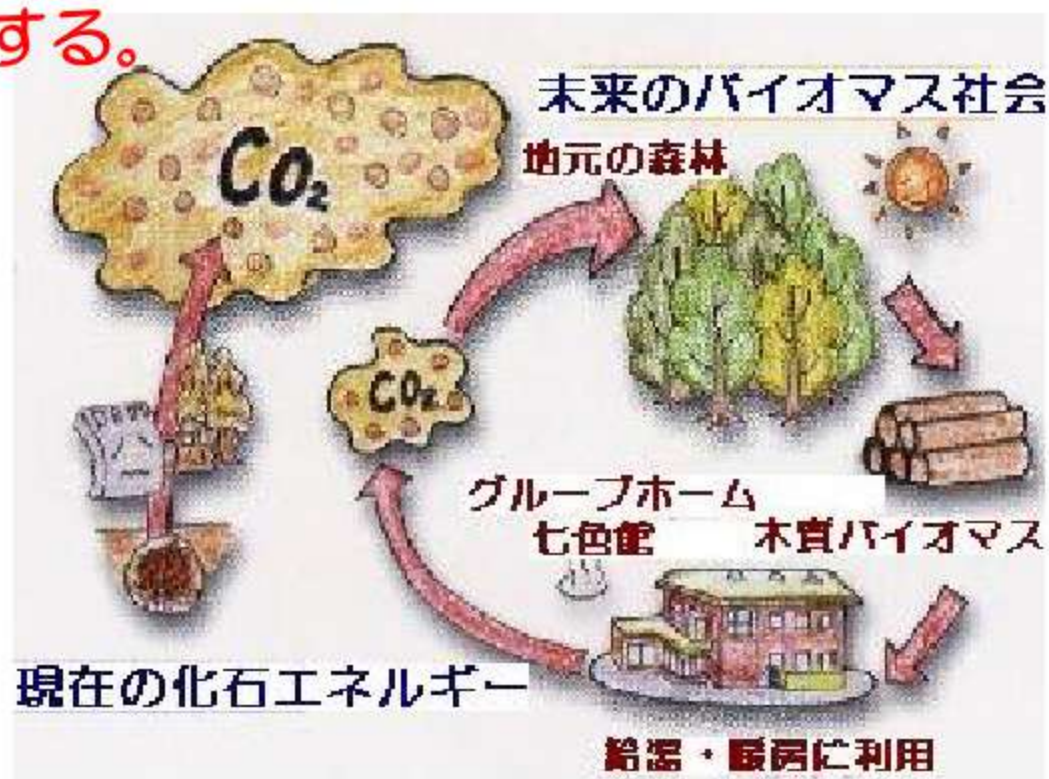 する。
未来のバイオマス社会
地元の森林
CO₂
CO₂
グループホーム
七色館
木質バイオマス
現在の化石エネルギー
給湯・暖房に利用